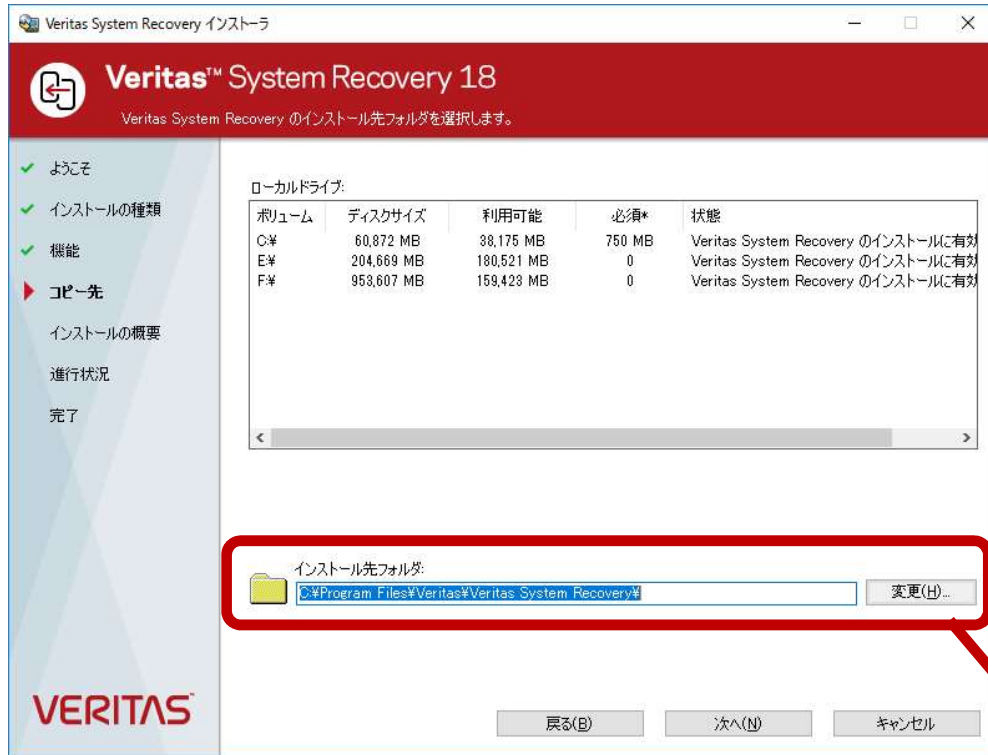 Veritas System Recovery インストーラ
Veritas™ System Recovery 18
Veritas System Recovery のインストール先フォルダを選択します。
ようこそ
インストールの種類
機能
コピー先
インストールの概要
進行状況
完了
ローカルドライブ:
ボリューム ディスクサイズ 利用可能 必須* 状態
C:¥ 60,872 MB 38,175 MB 750 MB Veritas System Recovery のインストールに有効
E:¥ 204,669 MB 180,521 MB 0 Veritas System Recovery のインストールに有効
F:¥ 953,607 MB 159,423 MB 0 Veritas System Recovery のインストールに有効
インストール先フォルダ:
C:¥Program Files¥Veritas¥Veritas System Recovery¥
変更(H)...
VERITAS
戻る(B) 次へ(N) キャンセル